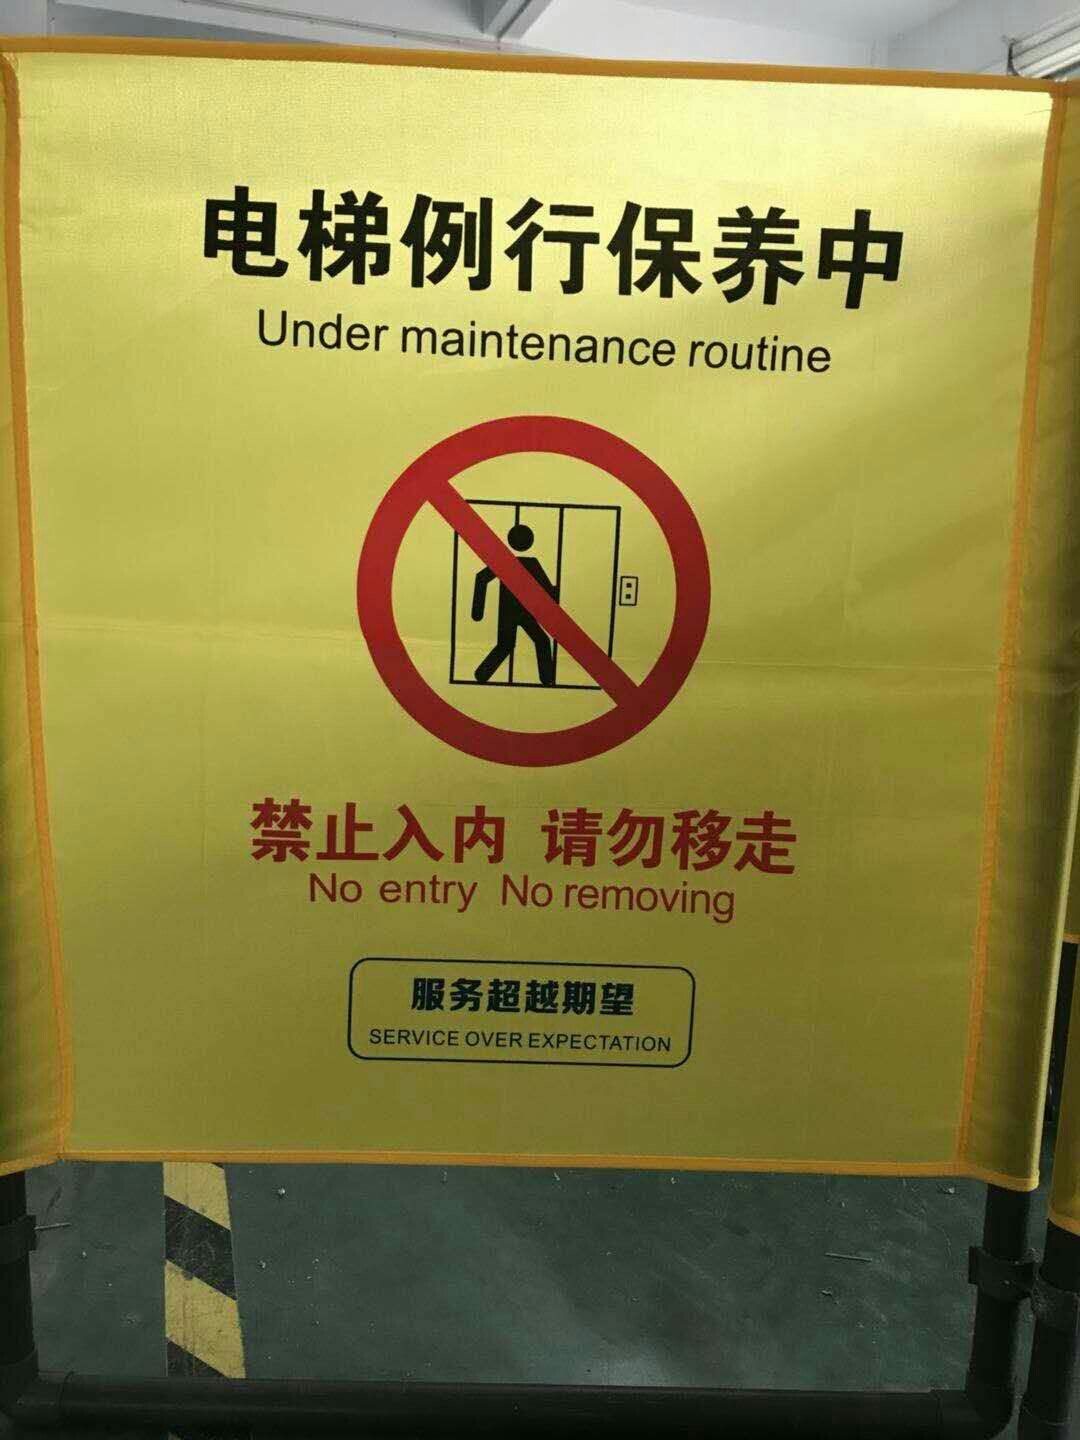 电梯例行保养中
Under maintenance routine
禁止入内 请勿移走
No entry No removing
服务超越期望
SERVICE OVER EXPECTATION